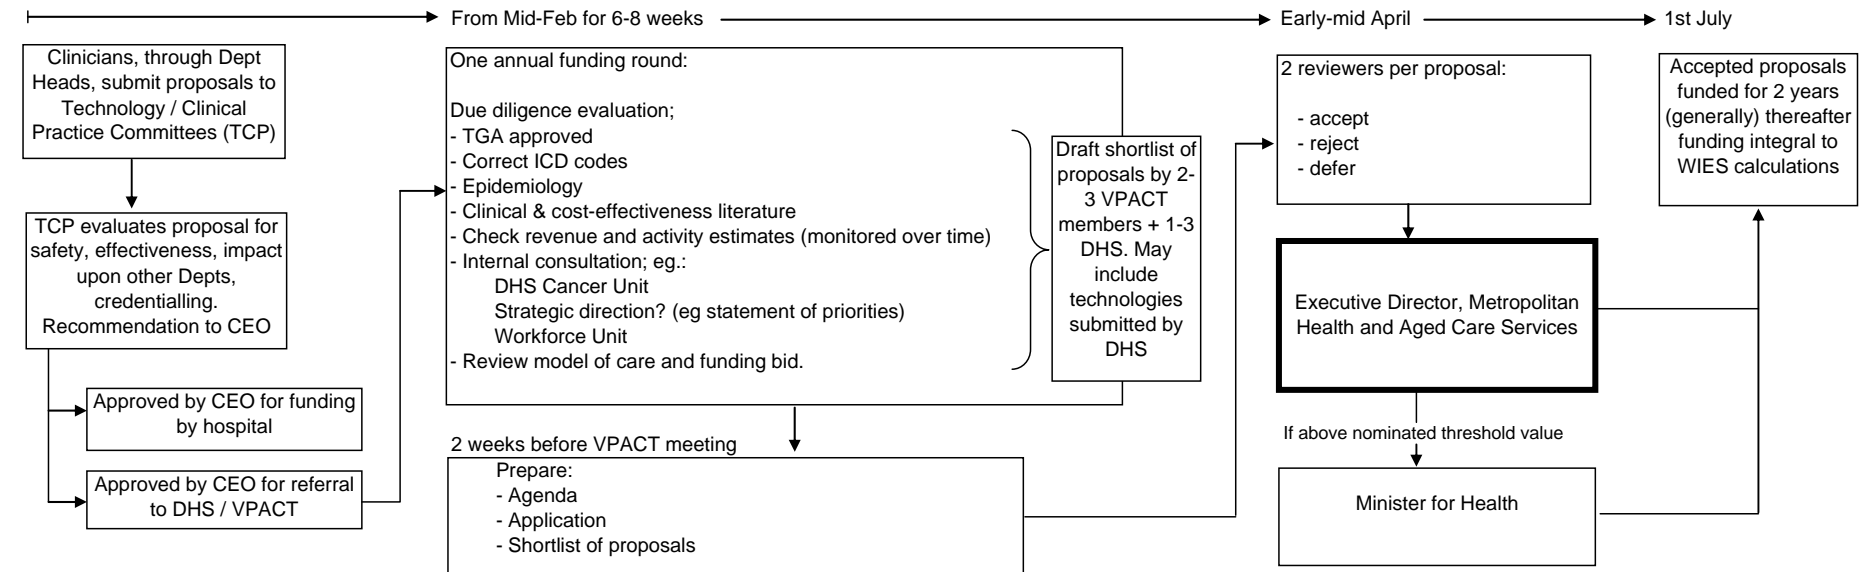 From Mid-Feb for 6-8 weeks
Early-mid April
1st July
Clinicians, through Dept
Heads, submit proposals to
Technology / Clinical
Practice Committees (TCP)
TCP evaluates proposal for
safety, effectiveness, impact
upon other Depts,
credentialling.
Recommendation to CEO
Approved by CEO for funding
by hospital
Approved by CEO for referral
to DHS / VPACT
One annual funding round:
Due diligence evaluation;
- TGA approved
- Correct ICD codes
- Epidemiology
- Clinical & cost-effectiveness literature
- Check revenue and activity estimates (monitored over time)
- Internal consultation; eg.:
DHS Cancer Unit
Strategic direction? (eg statement of priorities)
Workforce Unit
- Review model of care and funding bid.
Draft shortlist of
proposals by 2-
3 VPACT
members + 1-3
DHS. May
include
technologies
submitted by
DHS
2 weeks before VPACT meeting
Prepare:
- Agenda
- Application
- Shortlist of proposals
2 reviewers per proposal:
- accept
- reject
- defer
Executive Director, Metropolitan
Health and Aged Care Services
If above nominated threshold value
Minister for Health
Accepted proposals
funded for 2 years
(generally) thereafter
funding integral to
WIES calculations